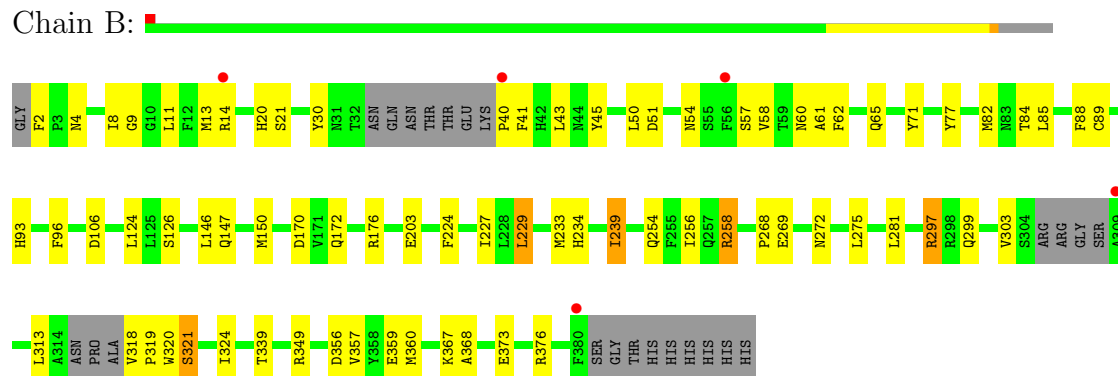 Chain B:
GLY F2 P3 N4 I8 G9 G10 L11 F12 M13 R14 H20 S21 Y30 N31 T32 ASN GLN ASN THR THR GLU LYS P40 F41 H42 L43 N44 Y45 L50 D51 N54 S55 F56 S57 V58 T59 N60 A61 F62 Q65 Y71 Y77 M82 N83 T84 L85 F88 C89
H93 F96 D106 L124 L125 S126 L146 Q147 M150 D170 V171 Q172 R176 E203 F224 I227 L228 L229 M233 H234 I239 Q254 F255 I256 Q257 R258 P268 E269 N272 L275 L281 R297 R298 Q299 V303 S304 ARG ARG GLY SER A309
L313 A314 ASN PRO ALA V318 P319 W320 S321 I324 T339 R349 D356 V357 Y358 E359 M360 K367 A368 E373 R376 F380 SER GLY THR HIS HIS HIS HIS HIS HIS